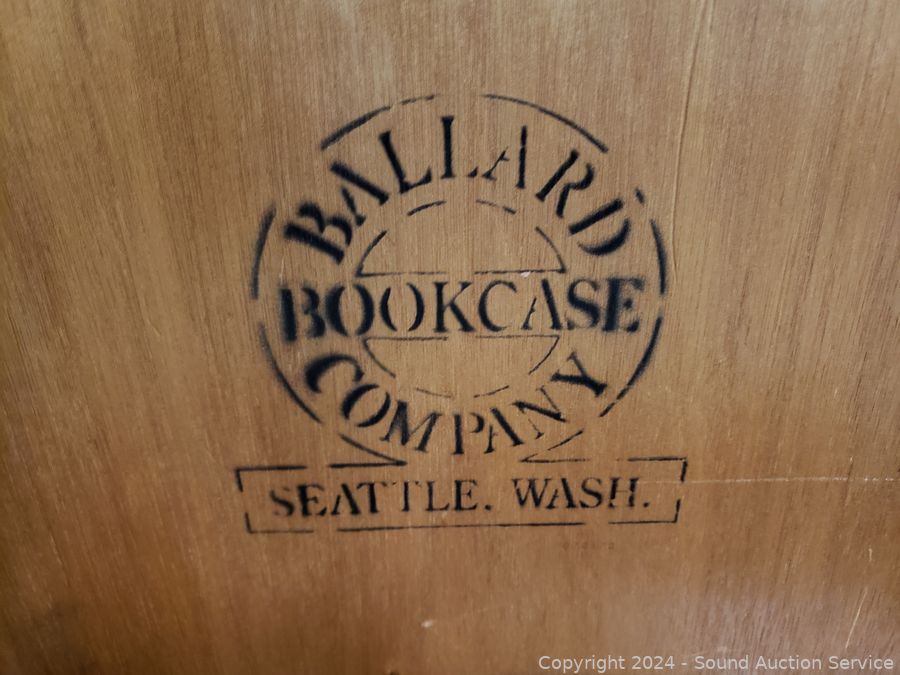 BALLARD
BOOKCASE
COMPANY
SEATTLE. WASH.
Copyright 2024 - Sound Auction Service